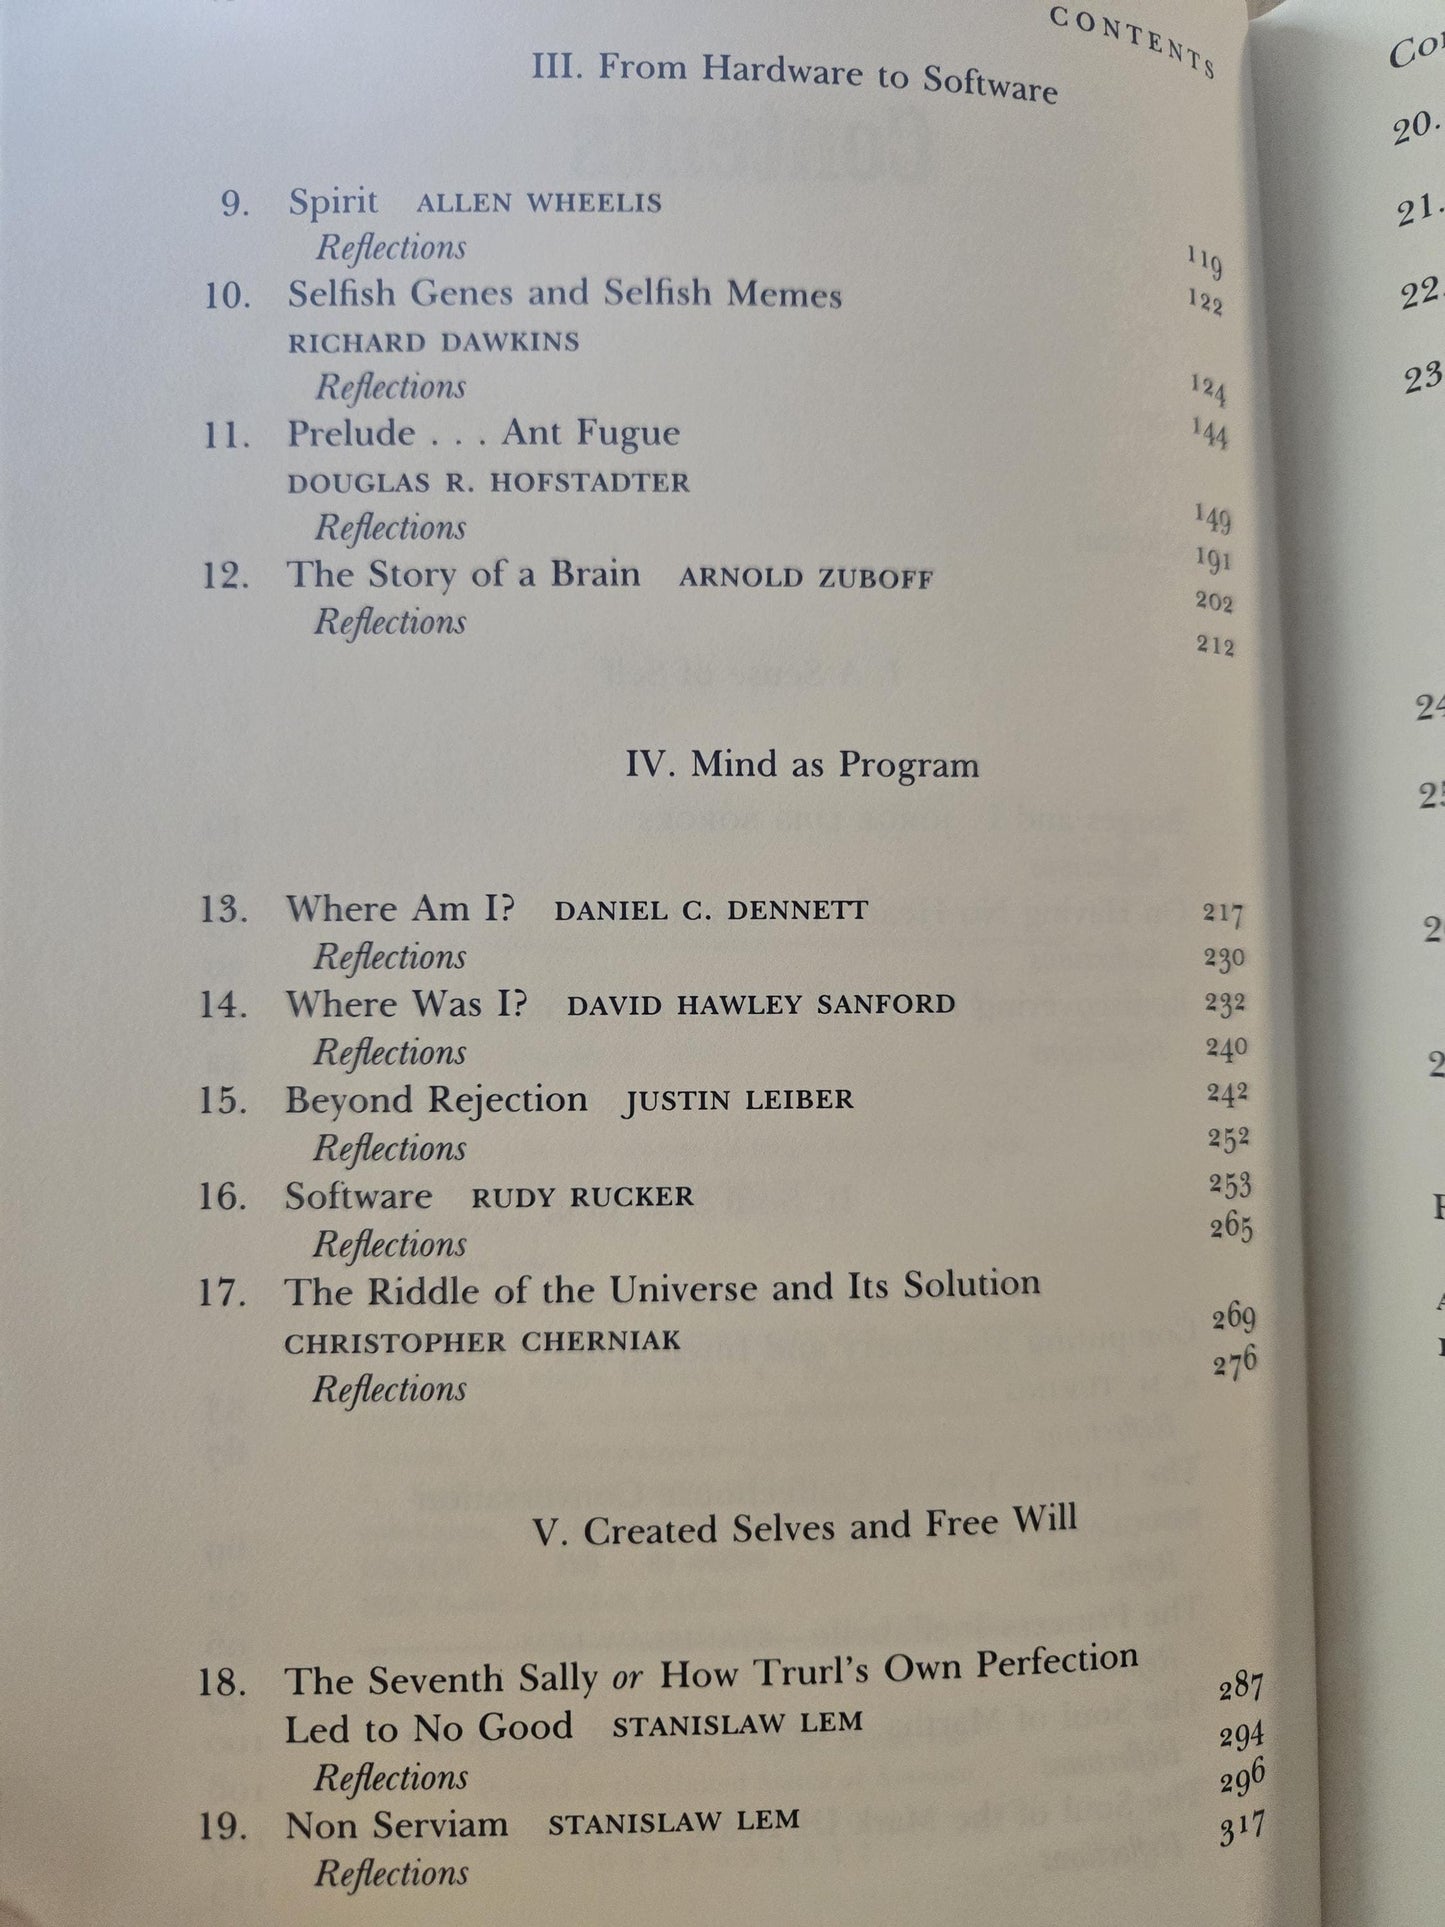 CONTENTS
III. From Hardware to Software
9. Spirit ALLEN WHEELIS 119
Reflections 122
10. Selfish Genes and Selfish Memes
RICHARD DAWKINS 124
Reflections 144
11. Prelude . . . Ant Fugue
DOUGLAS R. HOFSTADTER 149
Reflections 191
12. The Story of a Brain ARNOLD ZUBOFF 202
Reflections 212
IV. Mind as Program
13. Where Am I? DANIEL C. DENNETT 217
Reflections 230
14. Where Was I? DAVID HAWLEY SANFORD 232
Reflections 240
15. Beyond Rejection JUSTIN LEIBER 242
Reflections 252
16. Software RUDY RUCKER 253
Reflections 265
17. The Riddle of the Universe and Its Solution
CHRISTOPHER CHERNIAK 269
Reflections 276
V. Created Selves and Free Will
18. The Seventh Sally or How Trurl's Own Perfection
Led to No Good STANISLAW LEM 287
Reflections 294
19. Non Serviam STANISLAW LEM 296
Reflections 317
20.
21.
22.
23